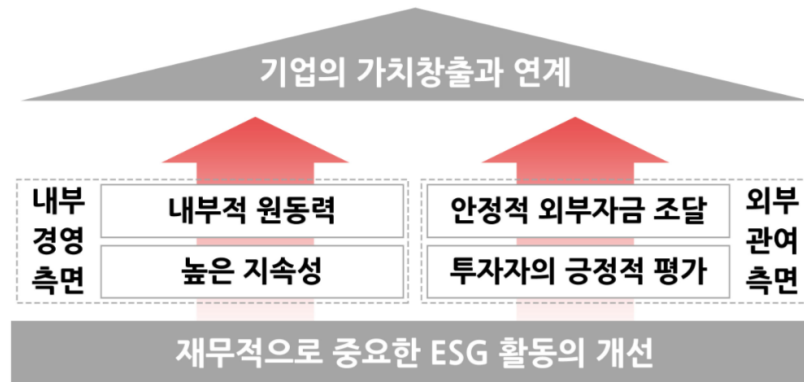 기업의 가치창출과 연계
내부
경영
측면
내부적 원동력
높은 지속성
안정적 외부자금 조달
투자자의 긍정적 평가
외부
관여
측면
재무적으로 중요한 ESG 활동의 개선